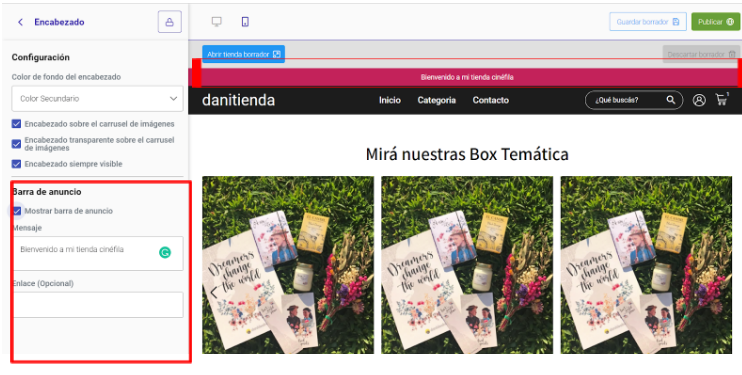 Encabezado
Guardar borrador
Publicar
Configuración
Abrir tienda borrador
Descartar borrador
Color de fondo del encabezado
Bienvenido a mi tienda cinéfila
Color Secundario
danitienda
Inicio
Categoria
Contacto
¿Qué buscás?
1
Encabezado sobre el carrusel de imágenes
Encabezado transparente sobre el carrusel
de imágenes
Encabezado siempre visible
Mirá nuestras Box Temática
Barra de anuncio
Mostrar barra de anuncio
Mensaje
Bienvenido a mi tienda cinéfila
Enlace (Opcional)
Dreamers
change
the world
Dreamers
change
the world
Dreamers
change
the world